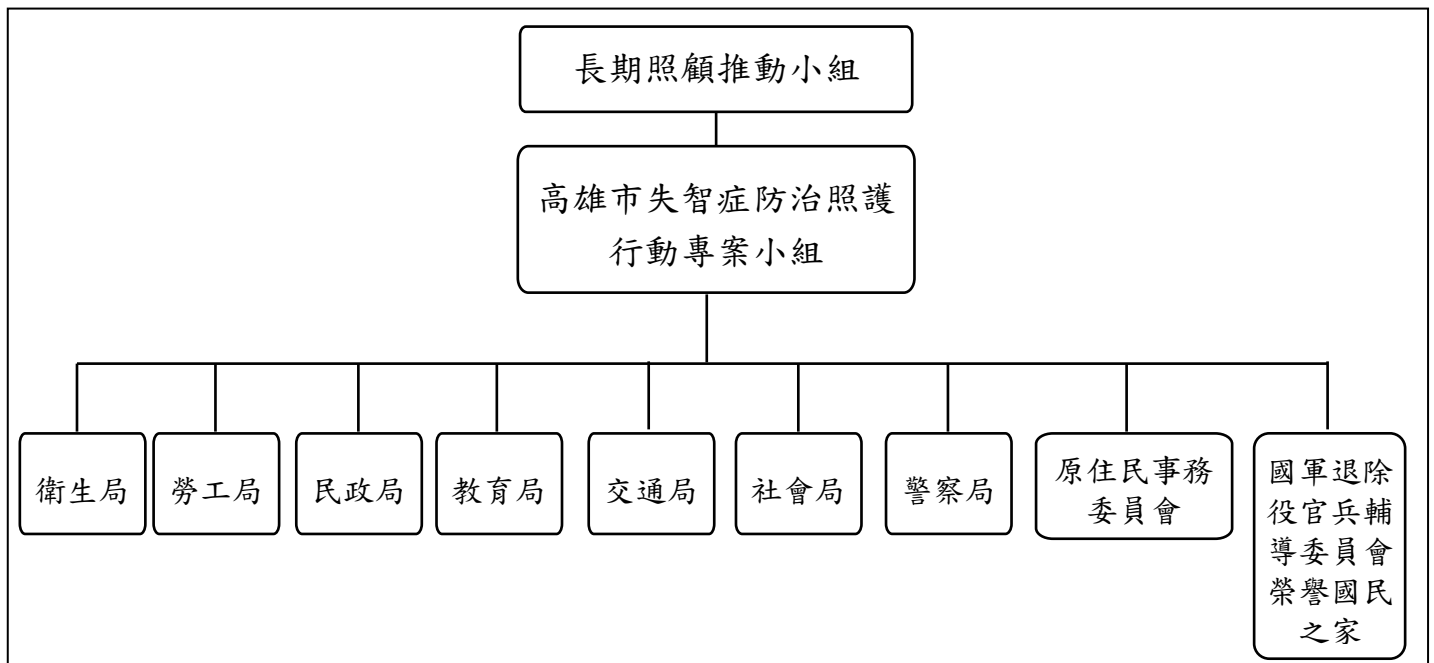 長期照顧推動小組
高雄市失智症防治照護
行動專案小組
衛生局
勞工局
民政局
教育局
交通局
社會局
警察局
原住民事務
委員會
國軍退除
役官兵輔
導委員會
榮譽國民
之家